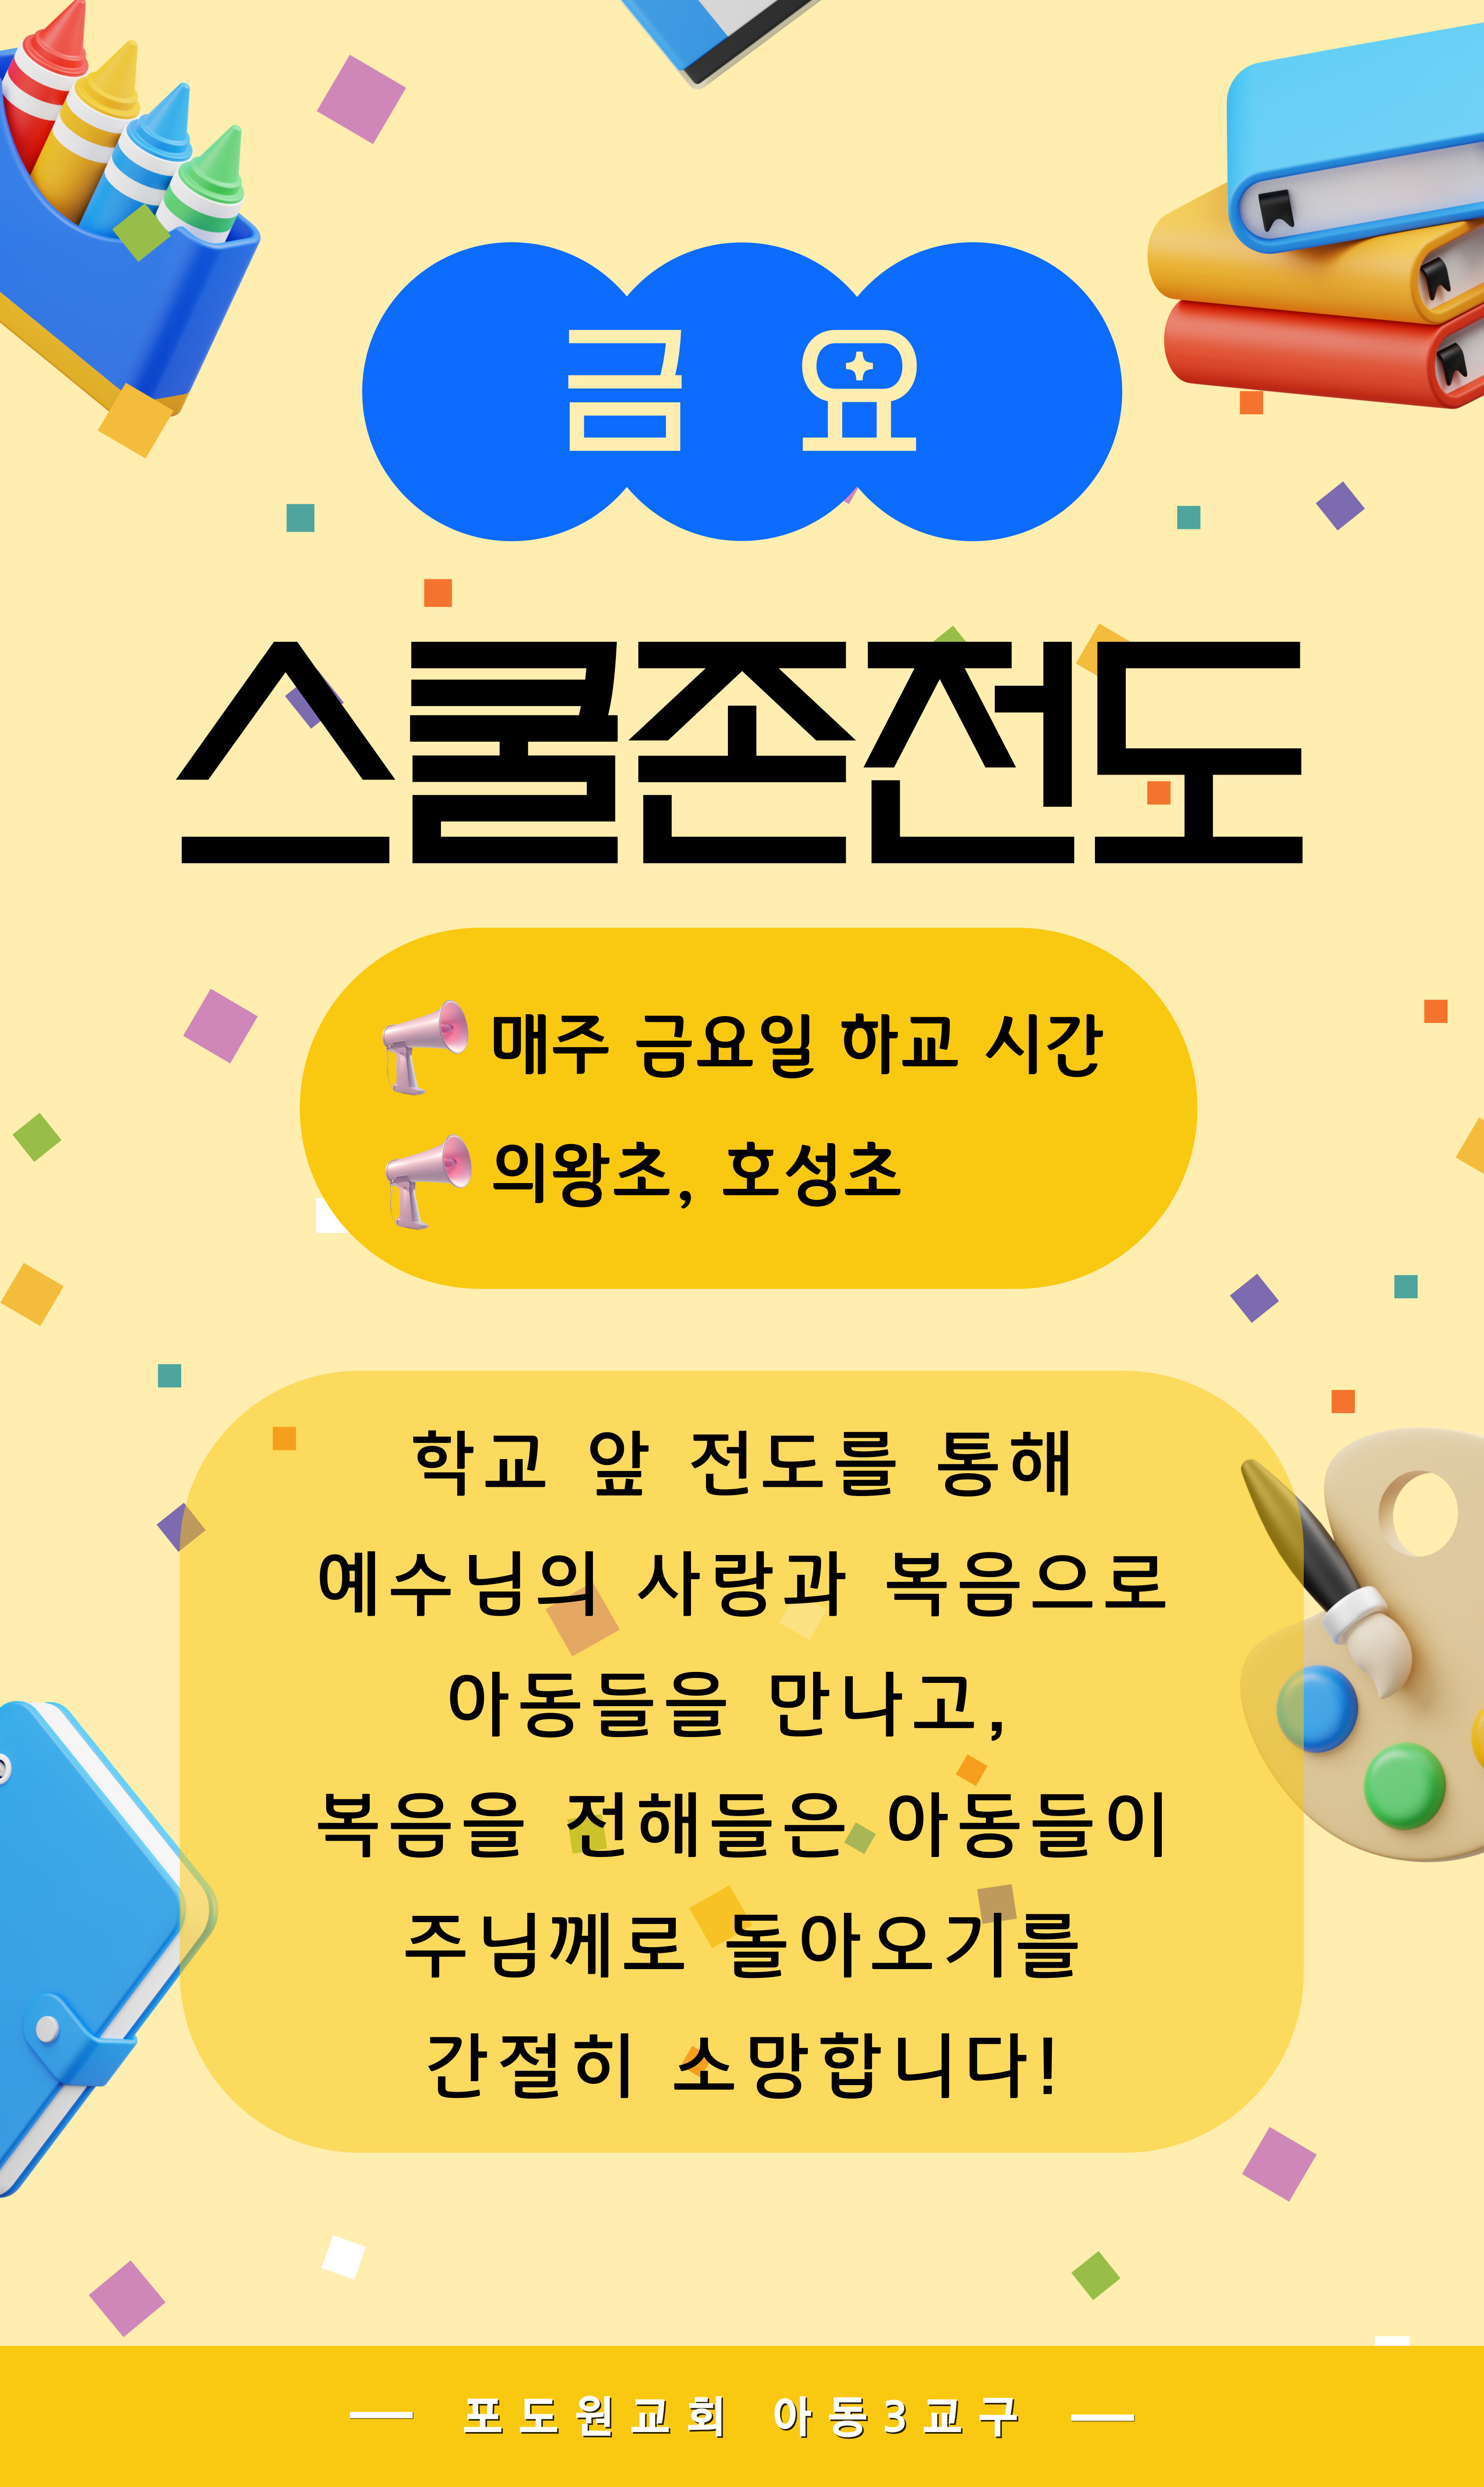 금 요
스쿨존전도
매주 금요일 하교 시간
의왕초, 호성초
학교 앞 전도를 통해
예수님의 사랑과 복음으로
아동들을 만나고,
복음을 전해들은 아동들이
주님께로 돌아오기를
간절히 소망합니다!
포도원교회 아동3교구